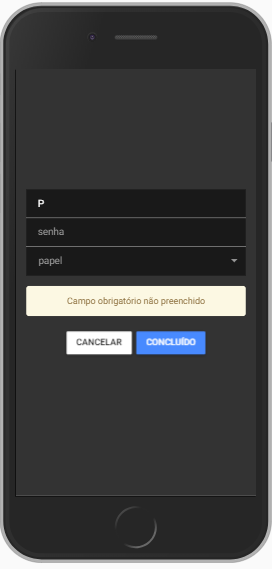 P
senha
papel
Campo obrigatório não preenchido
CANCELAR CONCLUÍDO